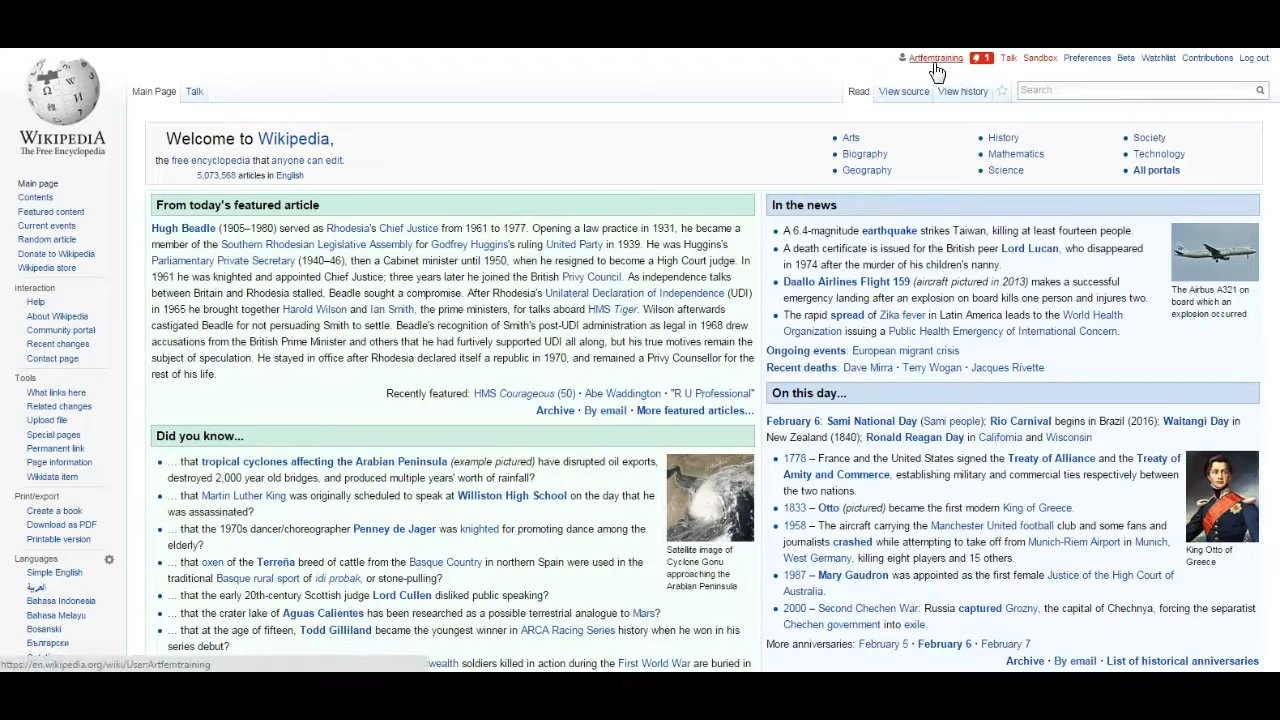 Artfemtraining 1 Talk Sandbox Preferences Beta Watchlist Contributions Log out
Main Page Talk
Read View source View history Search
WIKIPEDIA
The Free Encyclopedia
Main page
Contents
Featured content
Current events
Random article
Donate to Wikipedia
Wikipedia store
Interaction
Help
About Wikipedia
Community portal
Recent changes
Contact page
Tools
What links here
Related changes
Upload file
Special pages
Permanent link
Page information
Wikidata item
Print/export
Create a book
Download as PDF
Printable version
Languages
Simple English
العربية
Bahasa Indonesia
Bahasa Melayu
Bosanski
Български
Welcome to Wikipedia,
the free encyclopedia that anyone can edit.
5,073,568 articles in English
• Arts
• Biography
• Geography
• History
• Mathematics
• Science
• Society
• Technology
• All portals
From today's featured article
Hugh Beadle (1905–1980) served as Rhodesia's Chief Justice from 1961 to 1977. Opening a law practice in 1931, he became a
member of the Southern Rhodesian Legislative Assembly for Godfrey Huggins's ruling United Party in 1939. He was Huggins's
Parliamentary Private Secretary (1940–46), then a Cabinet minister until 1950, when he resigned to become a High Court judge. In
1961 he was knighted and appointed Chief Justice; three years later he joined the British Privy Council. As independence talks
between Britain and Rhodesia stalled, Beadle sought a compromise. After Rhodesia's Unilateral Declaration of Independence (UDI)
in 1965 he brought together Harold Wilson and Ian Smith, the prime ministers, for talks aboard HMS Tiger. Wilson afterwards
castigated Beadle for not persuading Smith to settle. Beadle's recognition of Smith's post-UDI administration as legal in 1968 drew
accusations from the British Prime Minister and others that he had furtively supported UDI all along, but his true motives remain the
subject of speculation. He stayed in office after Rhodesia declared itself a republic in 1970, and remained a Privy Counsellor for the
rest of his life.
Recently featured: HMS Courageous (50) · Abe Waddington · "R U Professional"
Archive · By email · More featured articles...
Did you know...
• ... that tropical cyclones affecting the Arabian Peninsula (example pictured) have disrupted oil exports,
destroyed 2,000 year old bridges, and produced multiple years' worth of rainfall?
• ... that Martin Luther King was originally scheduled to speak at Williston High School on the day that he
was assassinated?
• ... that the 1970s dancer/choreographer Penney de Jager was knighted for promoting dance among the
elderly?
• ... that oxen of the Terreña breed of cattle from the Basque Country in northern Spain were used in the
traditional Basque rural sport of idi probak, or stone-pulling?
• ... that the early 20th-century Scottish judge Lord Cullen disliked public speaking?
• ... that the crater lake of Aguas Calientes has been researched as a possible terrestrial analogue to Mars?
• ... that at the age of fifteen, Todd Gilliland became the youngest winner in ARCA Racing Series history when he won in his
series debut?
wealth soldiers killed in action during the First World War are buried in
Satellite image of
Cyclone Gonu
approaching the
Arabian Peninsula
In the news
• A 6.4-magnitude earthquake strikes Taiwan, killing at least fourteen people.
• A death certificate is issued for the British peer Lord Lucan, who disappeared
in 1974 after the murder of his children's nanny.
• Daallo Airlines Flight 159 (aircraft pictured in 2013) makes a successful
emergency landing after an explosion on board kills one person and injures two.
• The rapid spread of Zika fever in Latin America leads to the World Health
Organization issuing a Public Health Emergency of International Concern.
The Airbus A321 on
board which an
explosion occurred
Ongoing events: European migrant crisis
Recent deaths: Dave Mirra · Terry Wogan · Jacques Rivette
On this day...
February 6: Sami National Day (Sami people); Rio Carnival begins in Brazil (2016); Waitangi Day in
New Zealand (1840); Ronald Reagan Day in California and Wisconsin
• 1778 – France and the United States signed the Treaty of Alliance and the Treaty of
Amity and Commerce, establishing military and commercial ties respectively between
the two nations.
• 1833 – Otto (pictured) became the first modern King of Greece.
• 1958 – The aircraft carrying the Manchester United football club and some fans and
journalists crashed while attempting to take off from Munich-Riem Airport in Munich,
West Germany, killing eight players and 15 others.
• 1987 – Mary Gaudron was appointed as the first female Justice of the High Court of
Australia.
• 2000 – Second Chechen War: Russia captured Grozny, the capital of Chechnya, forcing the separatist
Chechen government into exile.
King Otto of
Greece
More anniversaries: February 5 · February 6 · February 7
Archive · By email · List of historical anniversaries
https://en.wikipedia.org/wiki/User:Artfemtraining